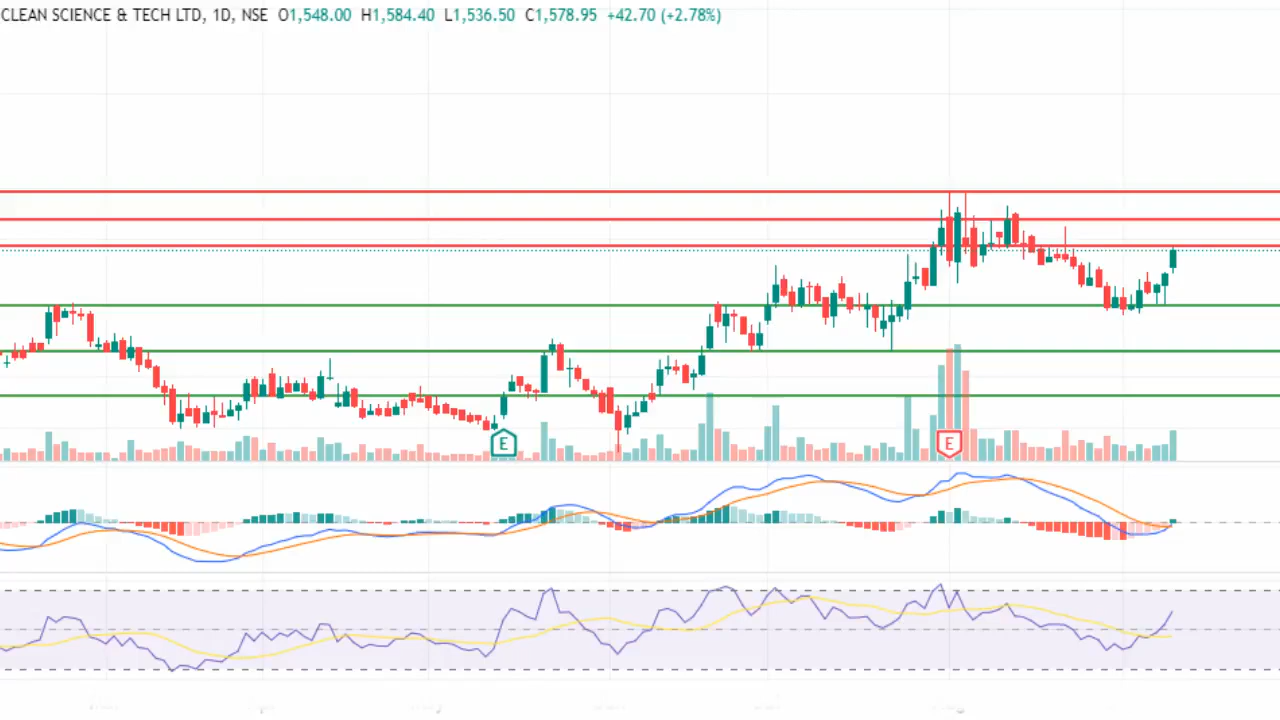 CLEAN SCIENCE & TECH LTD, 1D, NSE O1,548.00 H1,584.40 L1,536.50 C1,578.95 +42.70 (+2.78%)
E
E